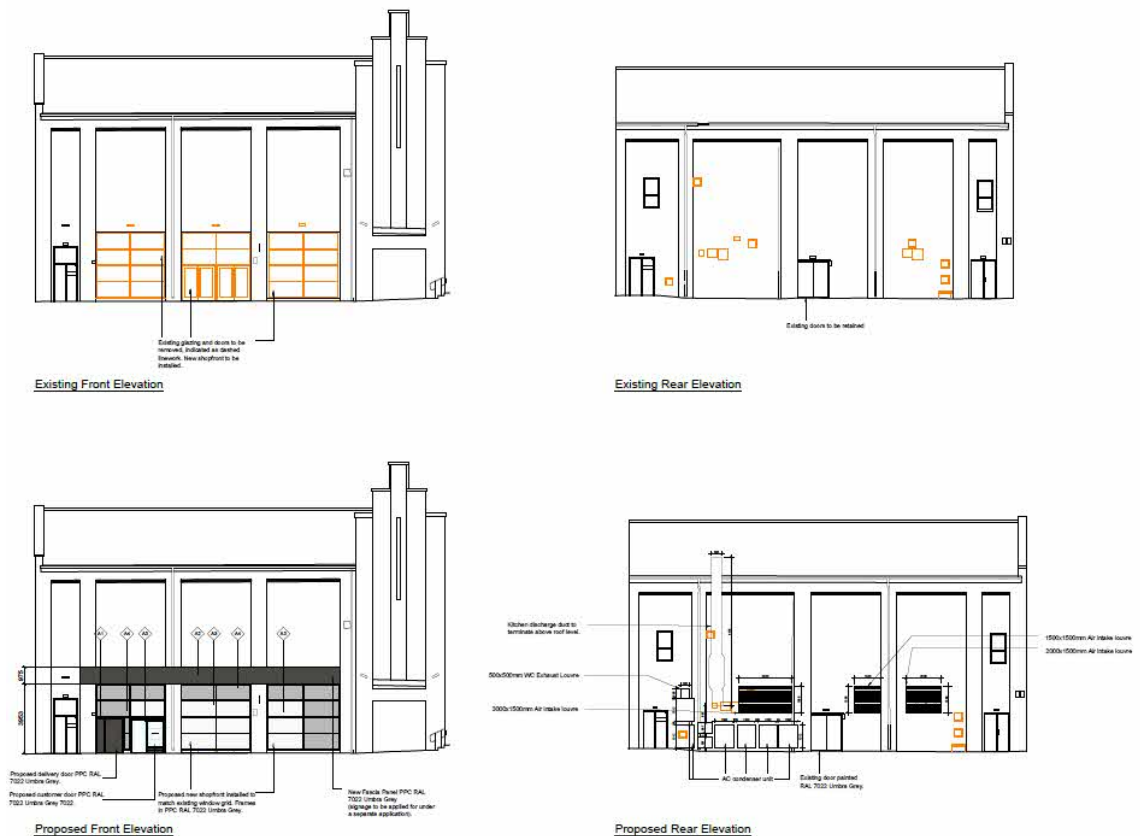 Existing glazing and doors to be
removed, indicated as dashed
linework. New shopfront to be
installed.
Existing Front Elevation
Existing doors to be retained
Existing Rear Elevation
A1
A4
A3
A2
A3
A4
A3
975
3953
Proposed delivery door PPC RAL
7022 Umbra Grey.
Proposed customer door PPC RAL
7022 Umbra Grey 7022
Proposed new shopfront installed to
match existing window grid. Frames
in PPC RAL 7022 Umbra Grey.
New Fascia Panel PPC RAL
7022 Umbra Grey
(signage to be applied for under
a separate application).
Proposed Front Elevation
Kitchen discharge duct to
terminate above roof level.
500x500mm WC Exhaust Louvre
3000x1500mm Air Intake louvre
1500x1500mm Air Intake louvre
2000x1500mm Air Intake louvre
AC condenser unit
Existing door painted
RAL 7022 Umbra Grey.
Proposed Rear Elevation